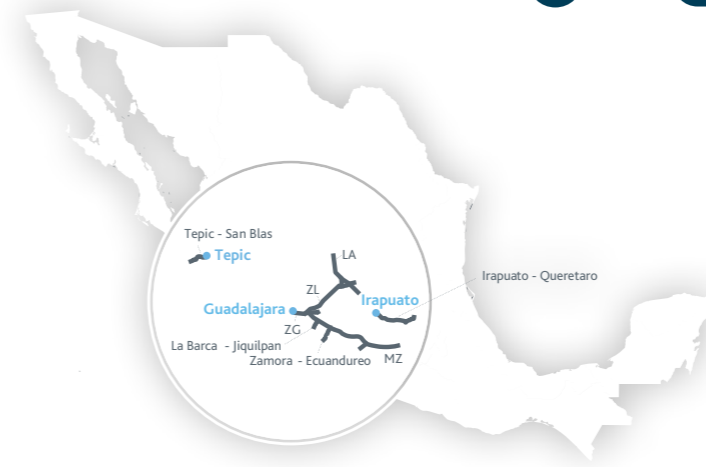 Tepic - San Blas
Tepic
LA
Irapuato - Queretaro
ZL
Irapuato
Guadalajara
ZG
La Barca - Jiquilpan
Zamora - Ecuandureo
MZ